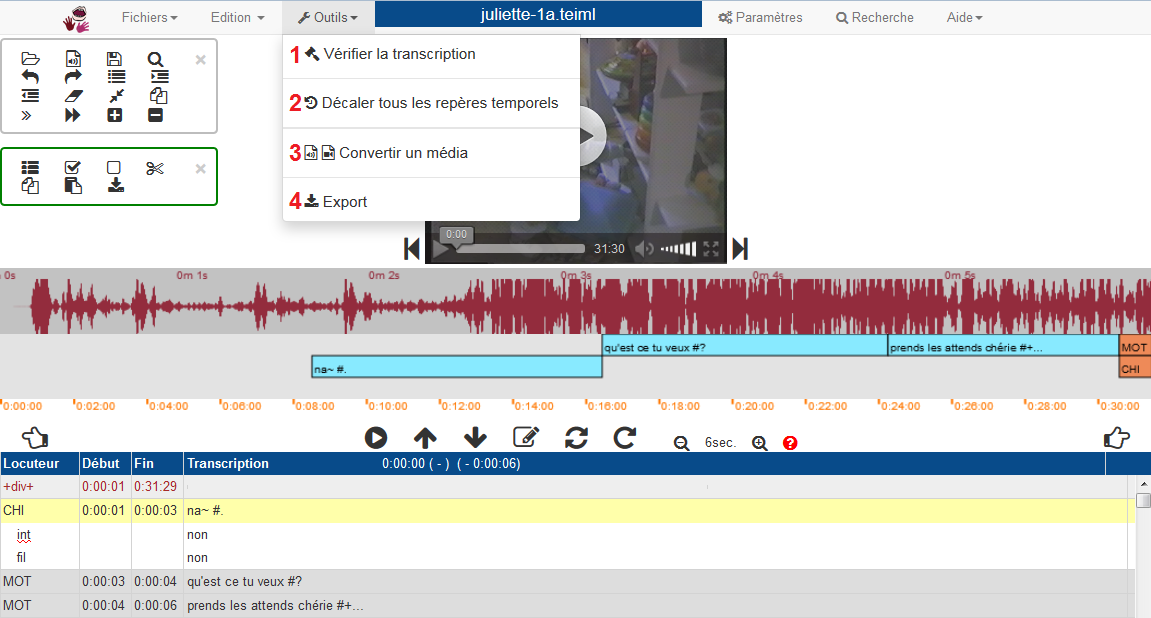 Fichiers Edition Outils juliette-1a.teiml Paramètres Recherche Aide
1 Vérifier la transcription
2 Décaler tous les repères temporels
3 Convertir un média
4 Export
0:00
31:30
0s 0m 1s 0m 2s 0m 3s 0m 4s 0m 5s
qu'est ce tu veux #? prends les attends chérie #+... MOT
na~ #. CHI
0:00:00 0:02:00 0:04:00 0:06:00 0:08:00 0:10:00 0:12:00 0:14:00 0:16:00 0:18:00 0:20:00 0:22:00 0:24:00 0:26:00 0:28:00 0:30:00
6sec. ?
Locuteur Début Fin Transcription 0:00:00 ( - ) ( - 0:00:06)
+div+ 0:00:01 0:31:29
CHI 0:00:01 0:00:03 na~ #.
int non
fil non
MOT 0:00:03 0:00:04 qu'est ce tu veux #?
MOT 0:00:04 0:00:06 prends les attends chérie #+...